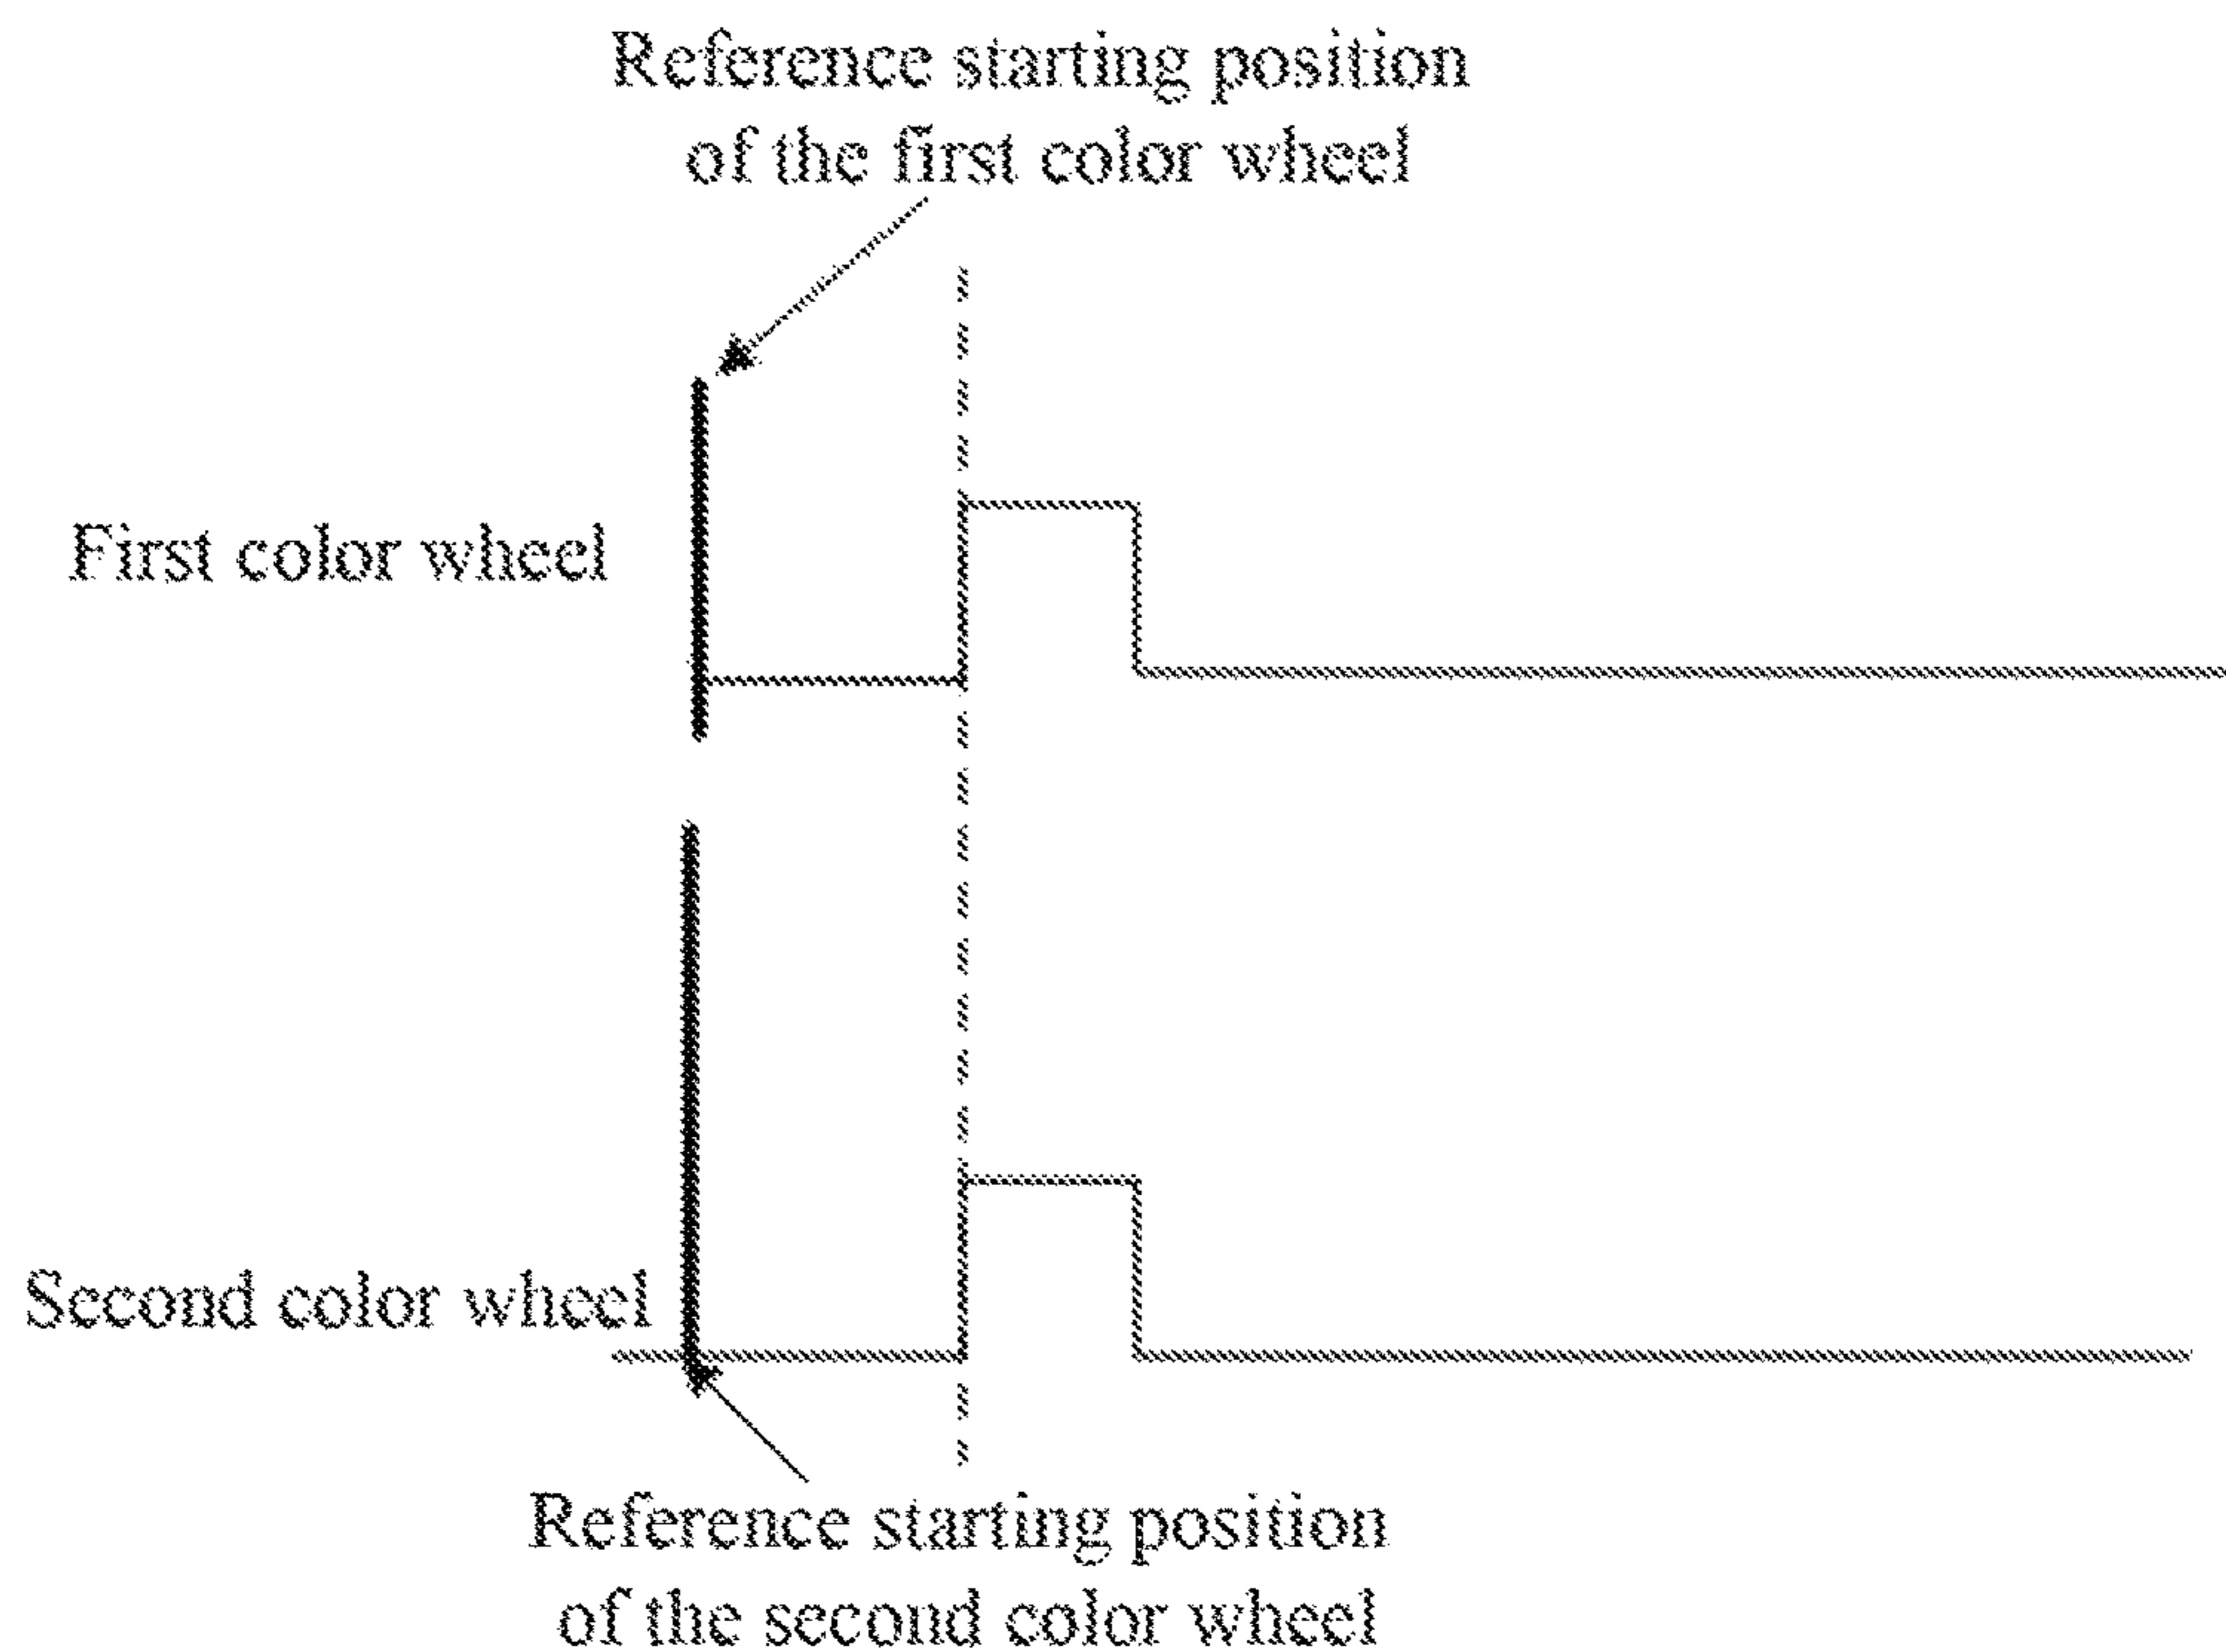 Reference starting position
of the first color wheel
First color wheel
Second color wheel
Reference starting position
of the second color wheel